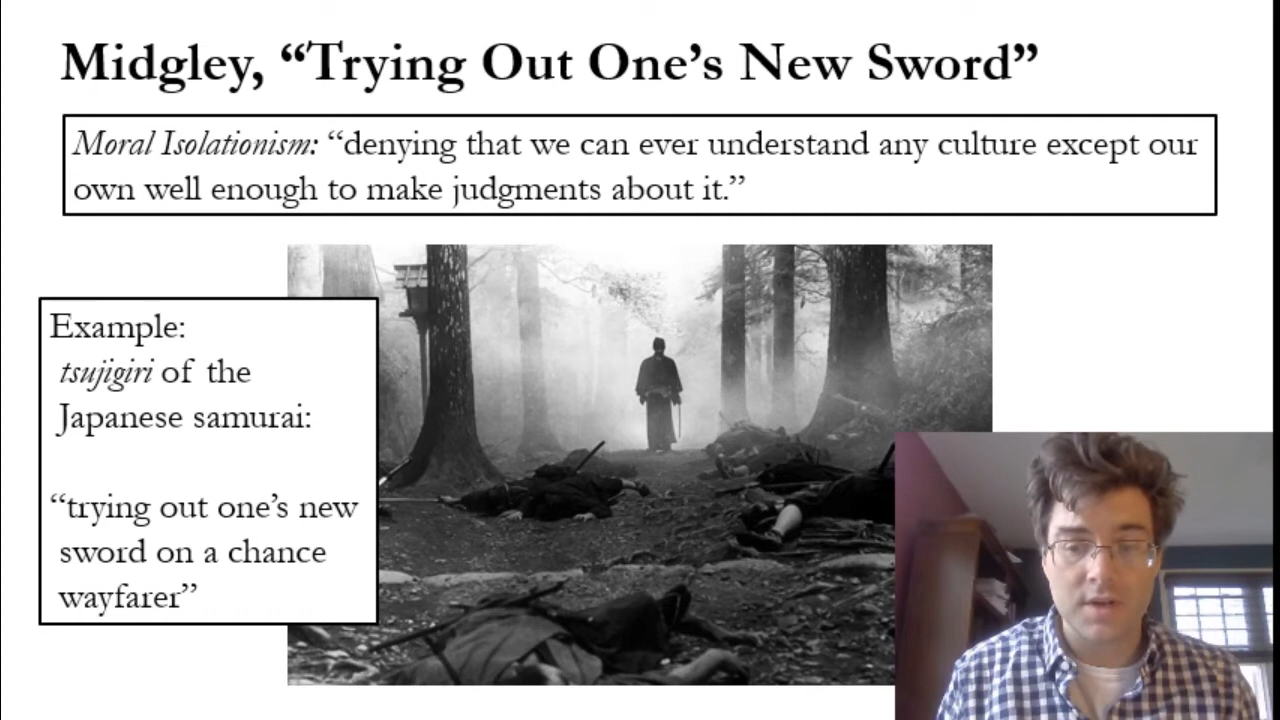 Midgley, “Trying Out One’s New Sword”
Moral Isolationism: “denying that we can ever understand any culture except our
own well enough to make judgments about it.”
Example:
tsujigiri of the
Japanese samurai:
“trying out one’s new
sword on a chance
wayfarer”